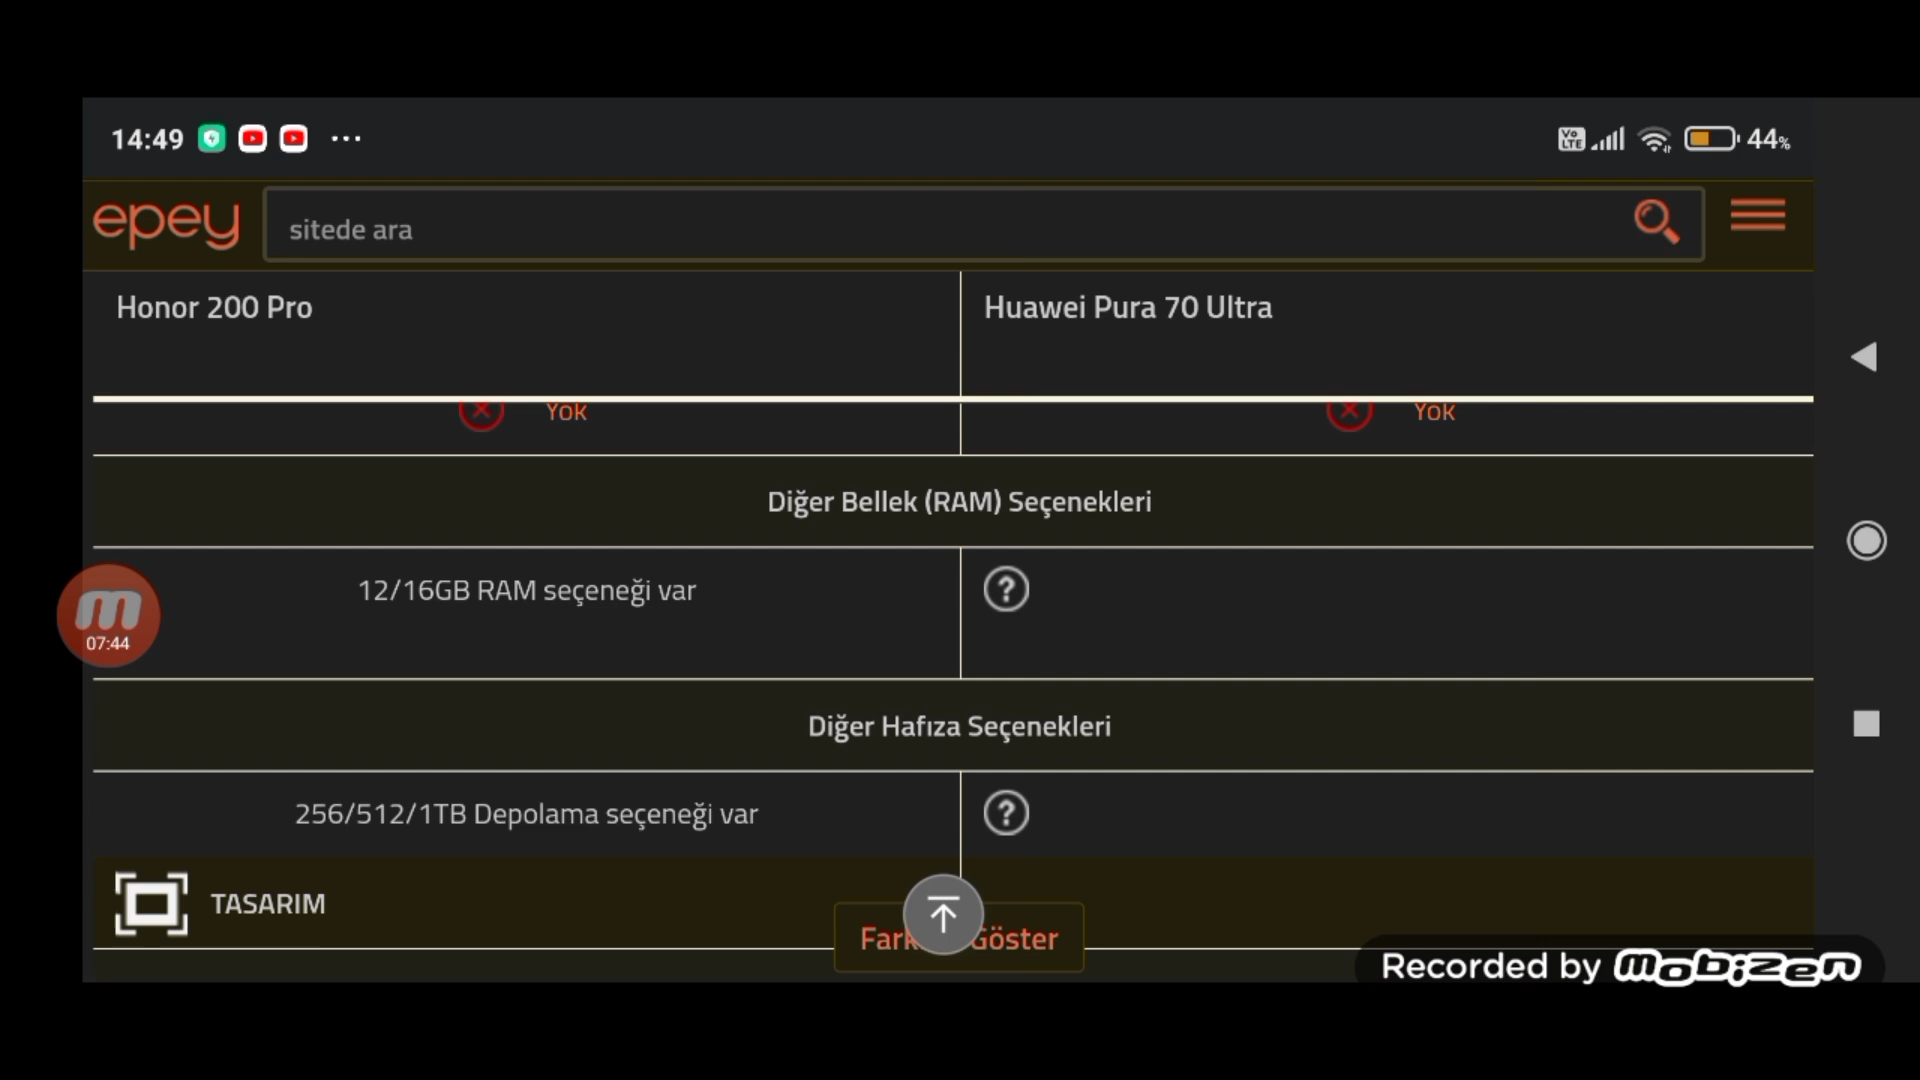 14:49
Vo LTE
44%
epey
sitede ara
Honor 200 Pro
Huawei Pura 70 Ultra
Yok
Yok
Diğer Bellek (RAM) Seçenekleri
12/16GB RAM seçeneği var
?
07:44
Diğer Hafıza Seçenekleri
256/512/1TB Depolama seçeneği var
?
TASARIM
Göster
Recorded by mobizen